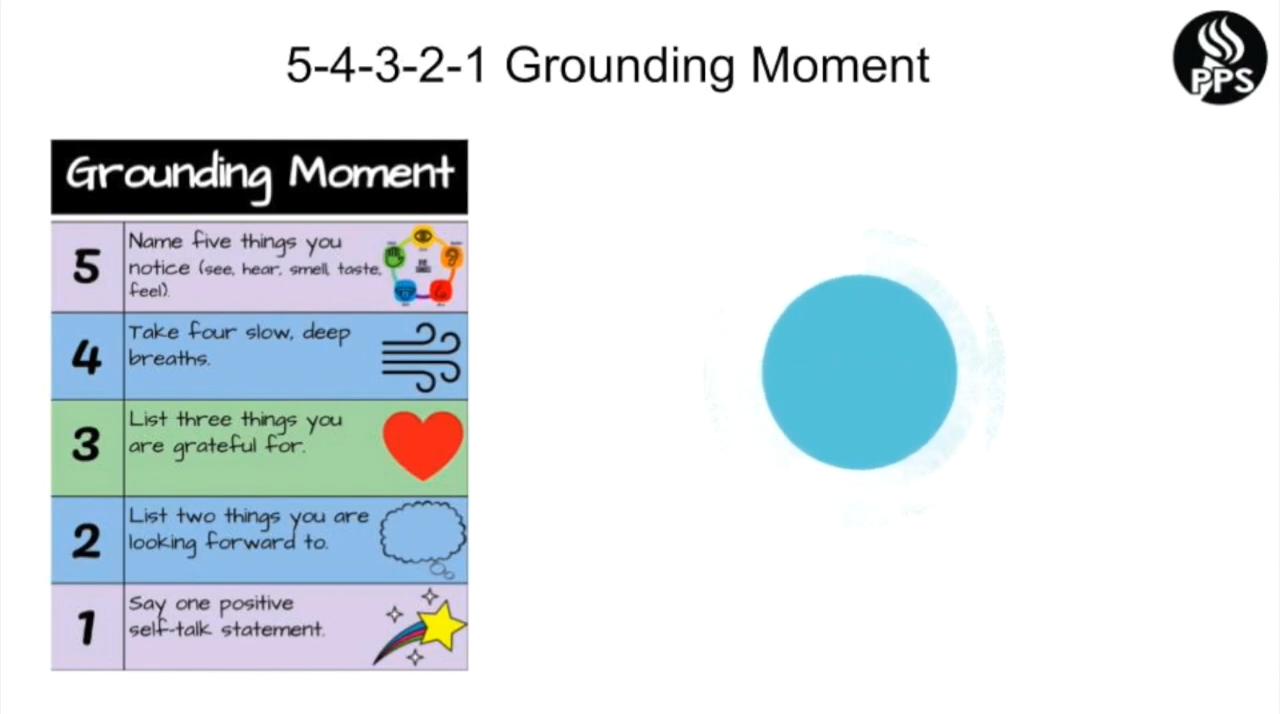 5-4-3-2-1 Grounding Moment
PPS
Grounding Moment
5
Name five things you
notice (see, hear, smell, taste,
feel).
4
Take four slow, deep
breaths.
3
List three things you
are grateful for.
2
List two things you are
looking forward to.
1
Say one positive
self-talk statement.